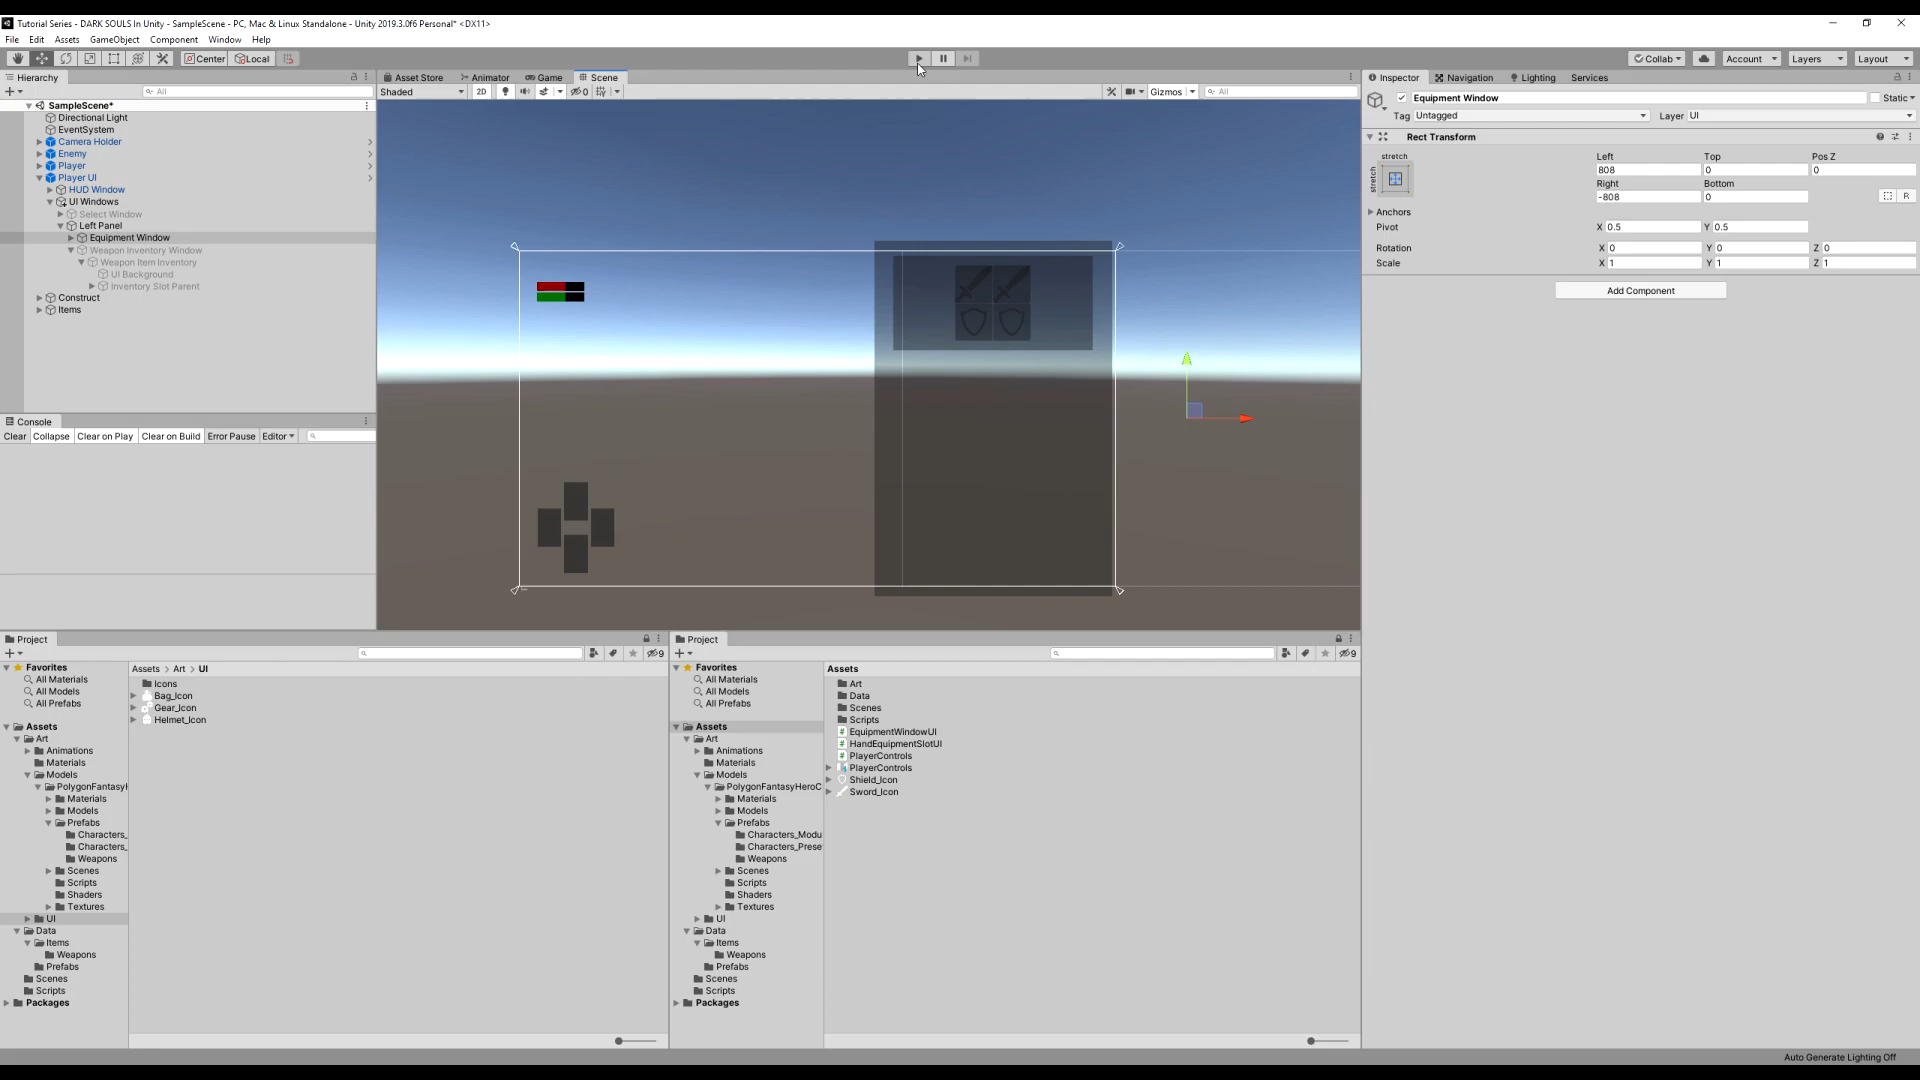 Tutorial Series - DARK SOULS In Unity - SampleScene - PC, Mac & Linux Standalone - Unity 2019.3.0f6 Personal* <DX11>
File Edit Assets GameObject Component Window Help
Center Local Collab Account Layers Layout
Hierarchy
All
SampleScene*
Directional Light
EventSystem
Camera Holder
Enemy
Player
Player UI
HUD Window
UI Windows
Select Window
Left Panel
Equipment Window
Weapon Inventory Window
Weapon Item Inventory
UI Background
Inventory Slot Parent
Construct
Items
Console
Clear Collapse Clear on Play Clear on Build Error Pause Editor
Asset Store Animator Game Scene
Shaded 2D 0 Gizmos All
Inspector Navigation Lighting Services
Equipment Window Static
Tag Untagged Layer UI
Rect Transform
stretch Left Top Pos Z
stretch 808 0 0
Right Bottom
-808 0 R
Anchors
Pivot X 0.5 Y 0.5
Rotation X 0 Y 0 Z 0
Scale X 1 Y 1 Z 1
Add Component
Project
9
Favorites
All Materials
All Models
All Prefabs
Assets
Art
Animations
Materials
Models
PolygonFantasyH
Materials
Models
Prefabs
Characters_
Characters_
Weapons
Scenes
Scripts
Shaders
Textures
UI
Data
Items
Weapons
Prefabs
Scenes
Scripts
Packages
Assets > Art > UI
Icons
Bag_Icon
Gear_Icon
Helmet_Icon
Project
9
Favorites
All Materials
All Models
All Prefabs
Assets
Art
Animations
Materials
Models
PolygonFantasyHeroC
Materials
Models
Prefabs
Characters_Modu
Characters_Prese
Weapons
Scenes
Scripts
Shaders
Textures
UI
Data
Items
Weapons
Prefabs
Scenes
Scripts
Packages
Assets
Art
Data
Scenes
Scripts
EquipmentWindowUI
HandEquipmentSlotUI
PlayerControls
PlayerControls
Shield_Icon
Sword_Icon
Auto Generate Lighting Off